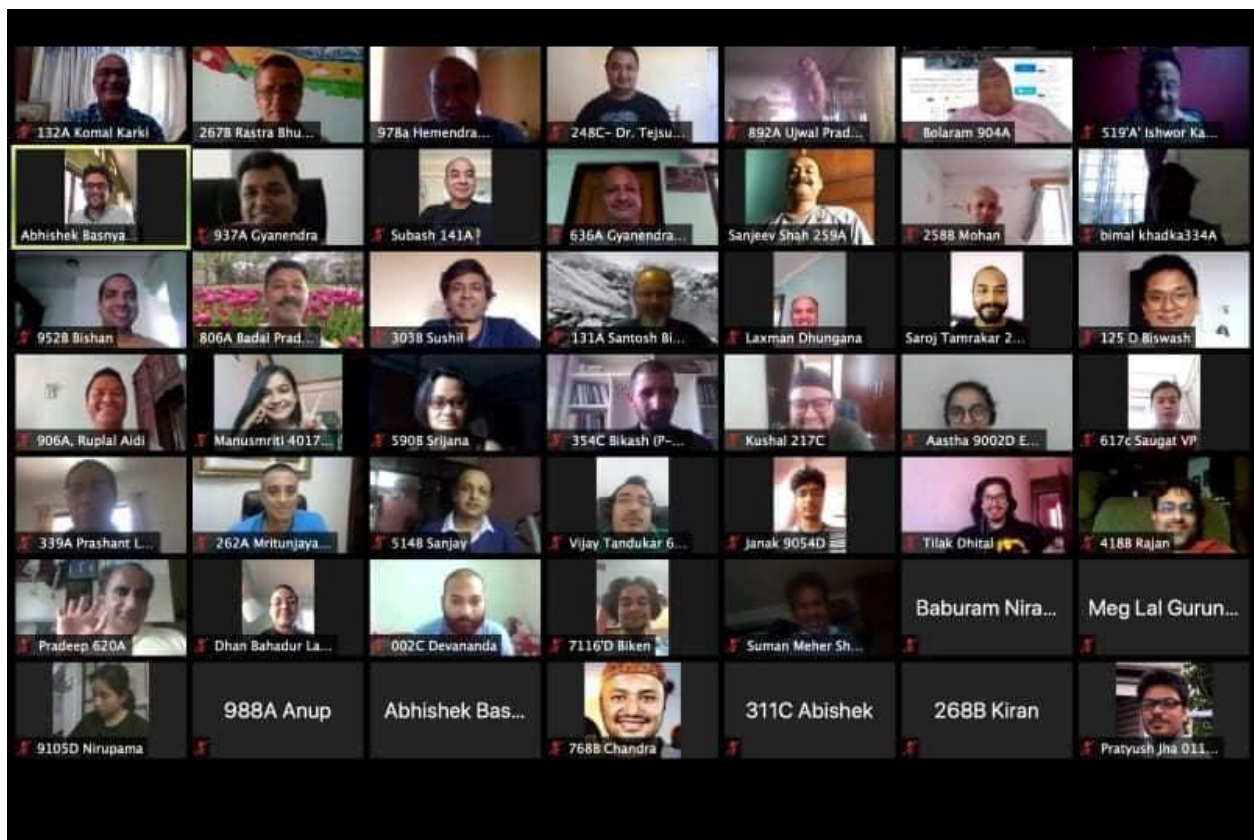 132A Komal Karki
267B Rastra Bhu...
978a Hemendra...
248C- Dr. Tejsu...
892A Ujwal Prad...
Bolaram 904A
519'A' Ishwor Ka...
Abhishek Basnya...
937A Gyanendra
Subash 141A
636A Gyanendra...
Sanjeev Shah 259A
258B Mohan
bimal khadka334A
952B Bishan
806A Badal Prad...
303B Sushil
131A Santosh Bi...
Laxman Dhungana
Saroj Tamrakar 2...
125 D Biswash
906A, Ruplal Aidi
Manusmriti 4017...
590B Srijana
354C Bikash (P-...
Kushal 217C
Aastha 9002D E...
617c Saugat VP
339A Prashant L...
262A Mritunjaya...
514B Sanjay
Vijay Tandukar 6...
Janak 9054D
Tilak Dhital
418B Rajan
Pradeep 620A
Dhan Bahadur La...
002C Devananda
7116'D Biken
Suman Meher Sh...
Baburam Nira...
Meg Lal Gurun...
9105D Nirupama
988A Anup
Abhishek Bas...
768B Chandra
311C Abishek
268B Kiran
Pratyush Jha 011...